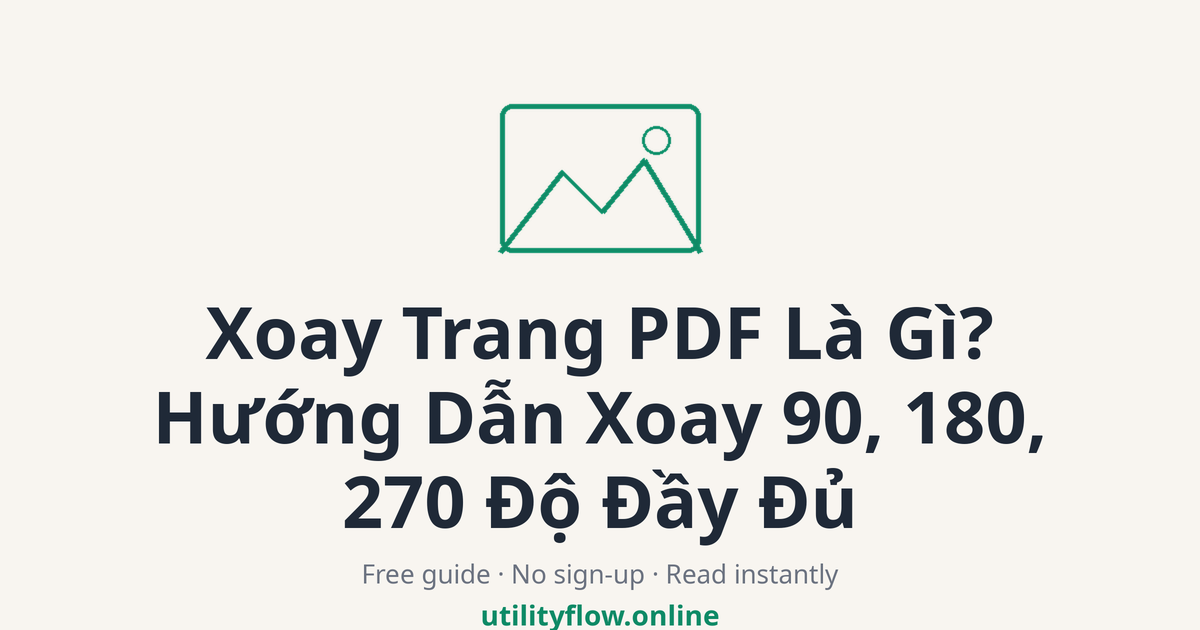 Xoay Trang PDF Là Gì?
Hướng Dẫn Xoay 90, 180,
270 Độ Đầy Đủ
Free guide · No sign-up · Read instantly
utilityflow.online